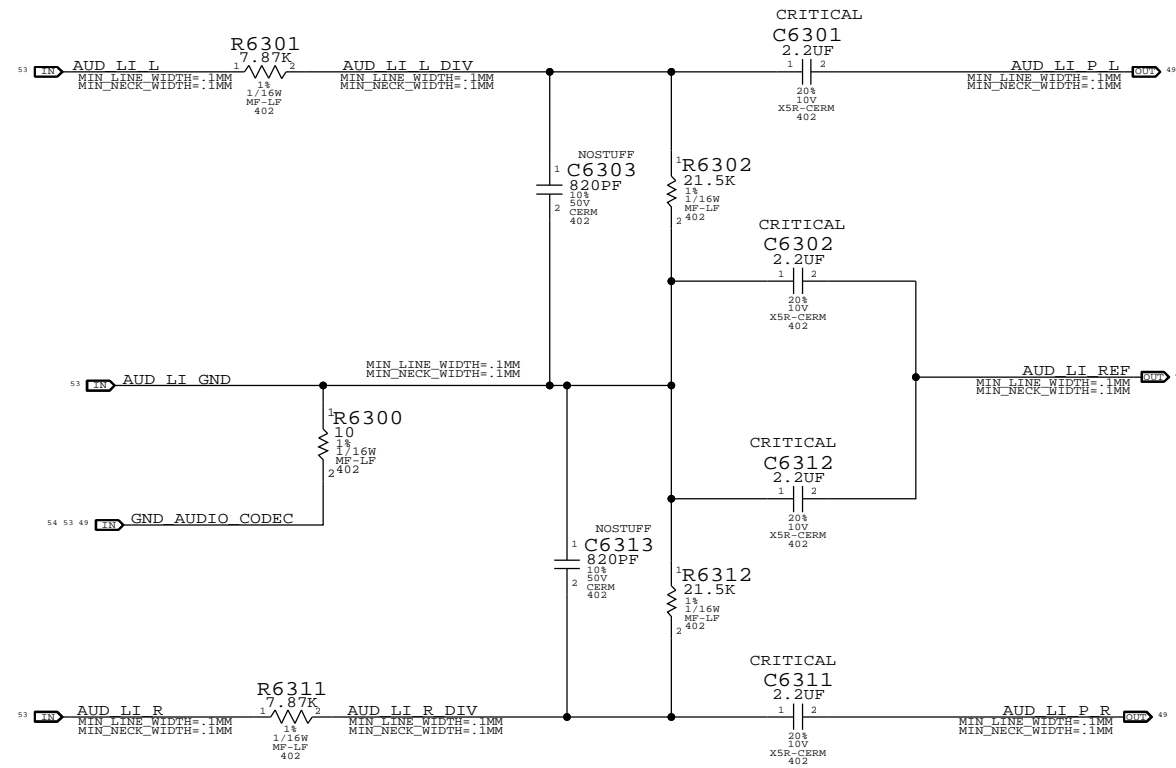 CRITICAL
C6301
2.2UF
1 2
20%
10V
X5R-CERM
402
R6301
7.87K
1 2
1%
1/16W
MF-LF
402
53 IN AUD_LI_L
MIN_LINE_WIDTH=.1MM
MIN_NECK_WIDTH=.1MM
AUD_LI_L_DIV
MIN_LINE_WIDTH=.1MM
MIN_NECK_WIDTH=.1MM
AUD_LI_P_L OUT 49
MIN_LINE_WIDTH=.1MM
MIN_NECK_WIDTH=.1MM
NOSTUFF
1 C6303
820PF
10%
2 50V
CERM
402
1 R6302
21.5K
1%
1/16W
MF-LF
2 402
CRITICAL
C6302
2.2UF
1 2
20%
10V
X5R-CERM
402
MIN_LINE_WIDTH=.1MM
MIN_NECK_WIDTH=.1MM
53 IN AUD_LI_GND
AUD_LI_REF OUT
MIN_LINE_WIDTH=.1MM
MIN_NECK_WIDTH=.1MM
1 R6300
10
1%
1/16W
MF-LF
2 402
CRITICAL
C6312
2.2UF
1 2
20%
10V
X5R-CERM
402
54 53 49 IN GND_AUDIO_CODEC
NOSTUFF
1 C6313
820PF
10%
2 50V
CERM
402
1 R6312
21.5K
1%
1/16W
MF-LF
2 402
CRITICAL
C6311
2.2UF
1 2
20%
10V
X5R-CERM
402
R6311
7.87K
1 2
1%
1/16W
MF-LF
402
53 IN AUD_LI_R
MIN_LINE_WIDTH=.1MM
MIN_NECK_WIDTH=.1MM
AUD_LI_R_DIV
MIN_LINE_WIDTH=.1MM
MIN_NECK_WIDTH=.1MM
AUD_LI_P_R OUT 49
MIN_LINE_WIDTH=.1MM
MIN_NECK_WIDTH=.1MM